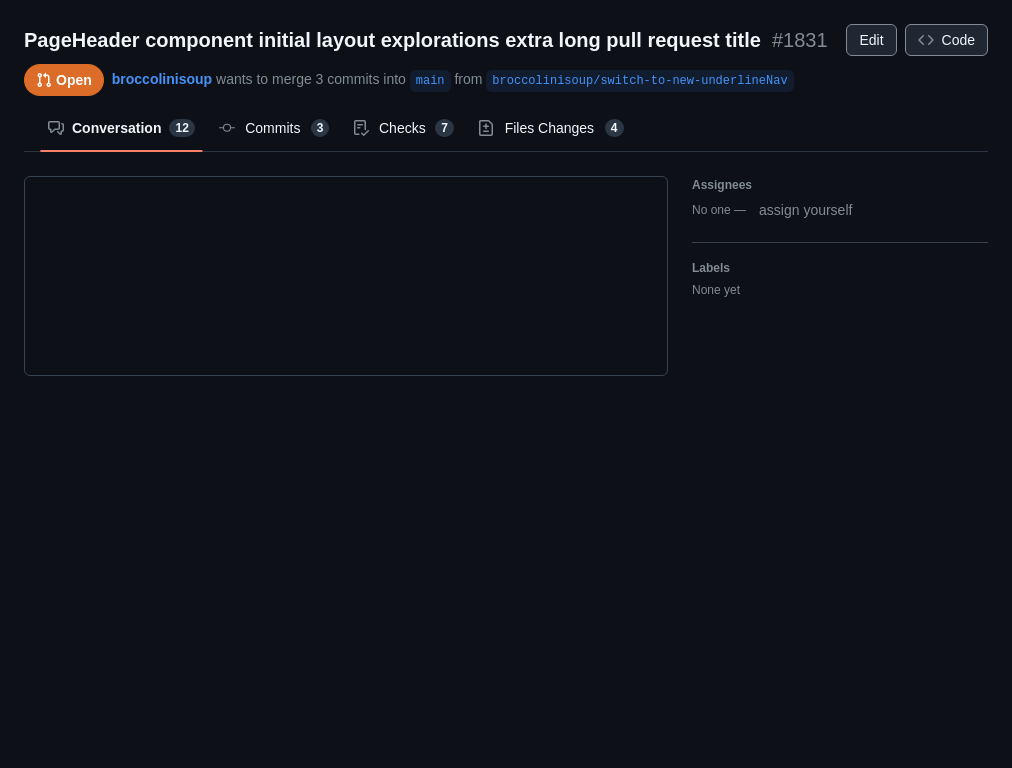 PageHeader component initial layout explorations extra long pull request title #1831 Edit Code
Open broccolinisoup wants to merge 3 commits into main from broccolinisoup/switch-to-new-underlineNav
Conversation 12 Commits 3 Checks 7 Files Changes 4
Assignees
No one — assign yourself
Labels
None yet